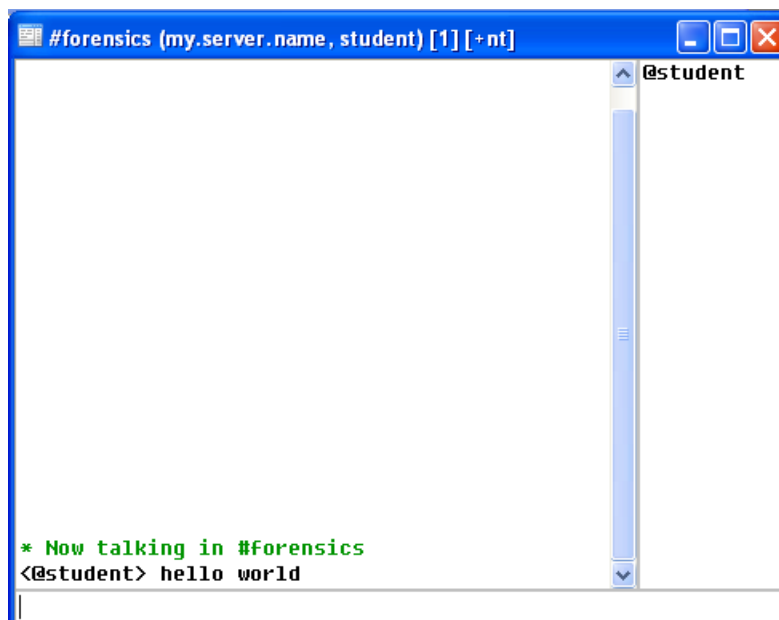 #forensics (my.server.name, student) [1] [+nt]
@student
* Now talking in #forensics
<@student> hello world